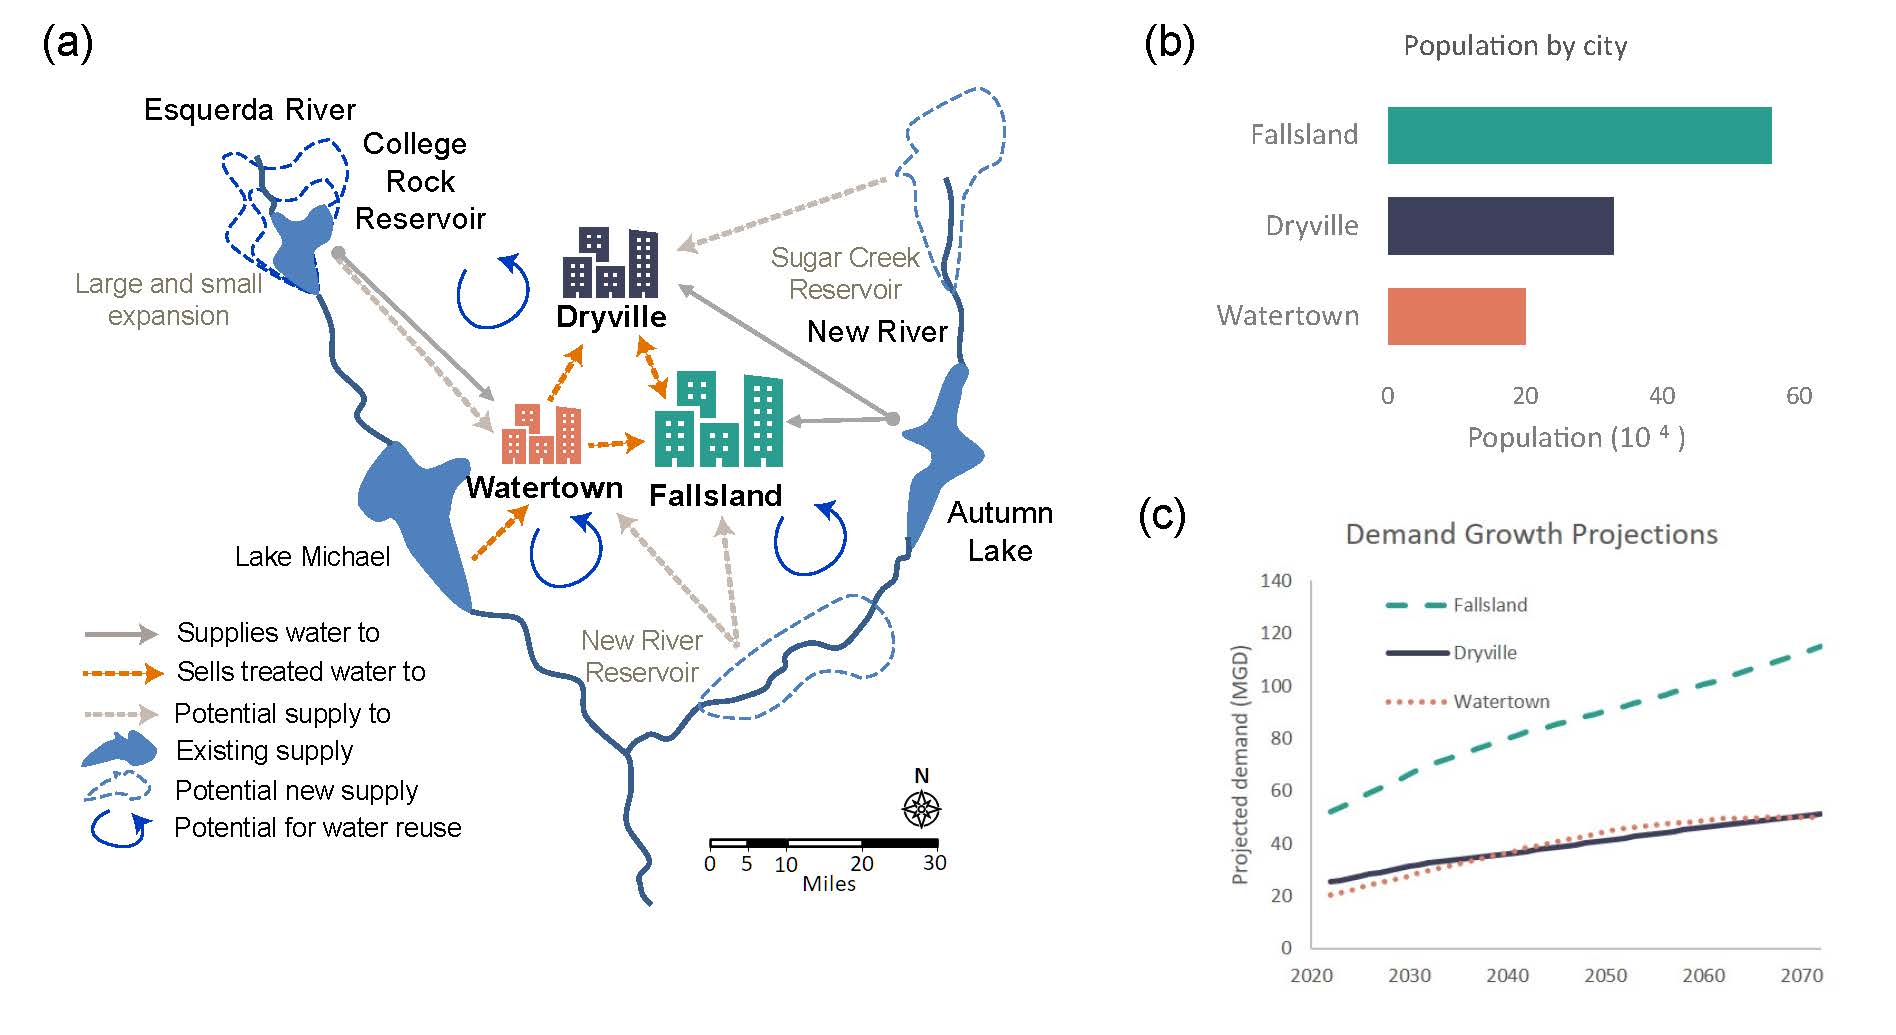 (a)
Esquerda River
College
Rock
Reservoir
Large and small
expansion
Dryville
Sugar Creek
Reservoir
New River
Watertown
Fallsland
Autumn
Lake
Lake Michael
New River
Reservoir
Supplies water to
Sells treated water to
Potential supply to
Existing supply
Potential new supply
Potential for water reuse
N
0 5 10 20 30
Miles
(b)
Population by city
Fallsland
Dryville
Watertown
0 20 40 60
Population (10 4 )
(c)
Demand Growth Projections
Projected demand (MGD)
140
120
100
80
60
40
20
0
Fallsland
Dryville
Watertown
2020 2030 2040 2050 2060 2070